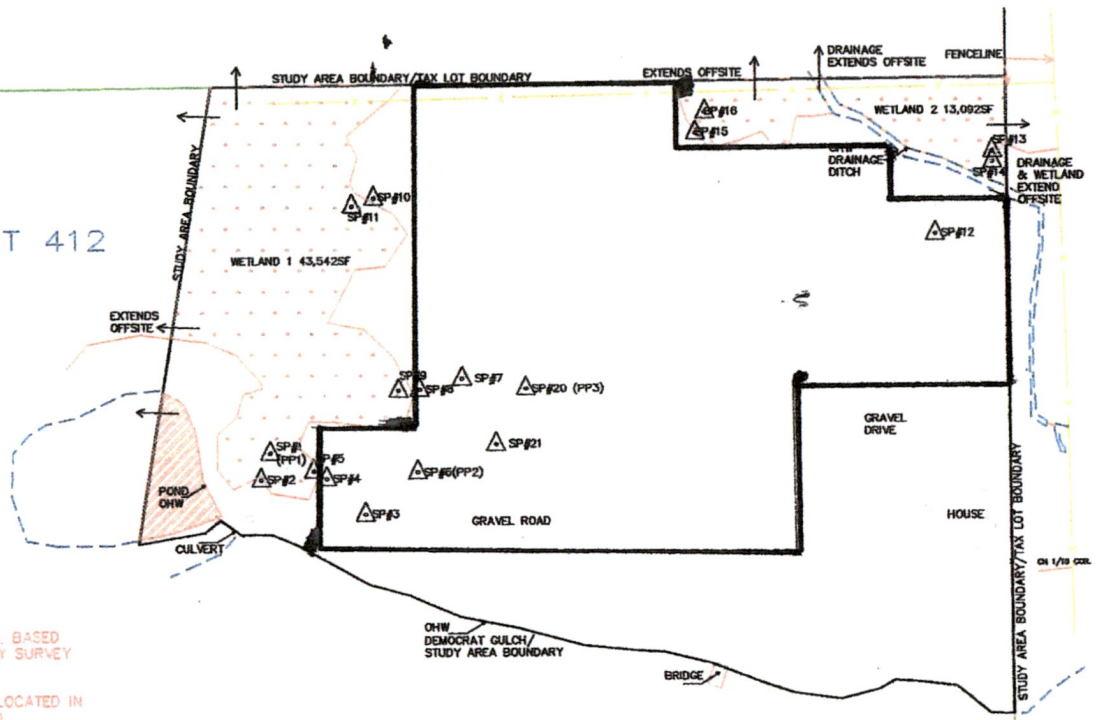 DRAINAGE
EXTENDS OFFSITE
FENCELINE
STUDY AREA BOUNDARY/TAX LOT BOUNDARY
EXTENDS OFFSITE
SP#16
WETLAND 2 13,092SF
SP#15
SP#13
DRAINAGE
DITCH
SP#14
DRAINAGE
& WETLAND
EXTEND
OFFSITE
STUDY AREA BOUNDARY
SP#10
SP#11
T 412
SP#12
WETLAND 1 43,542SF
EXTENDS
OFFSITE
SP#9
SP#8
SP#7
SP#20 (PP3)
GRAVEL
DRIVE
SP#21
SP#1
(PP1)
SP#5
SP#2
SP#4
SP#6(PP2)
POND
OHW
SP#3
GRAVEL ROAD
HOUSE
CULVERT
STUDY AREA BOUNDARY/TAX LOT BOUNDARY
CN 1/16 COR.
OHW
DEMOCRAT GULCH/
STUDY AREA BOUNDARY
BRIDGE
BASED
Y SURVEY
LOCATED IN